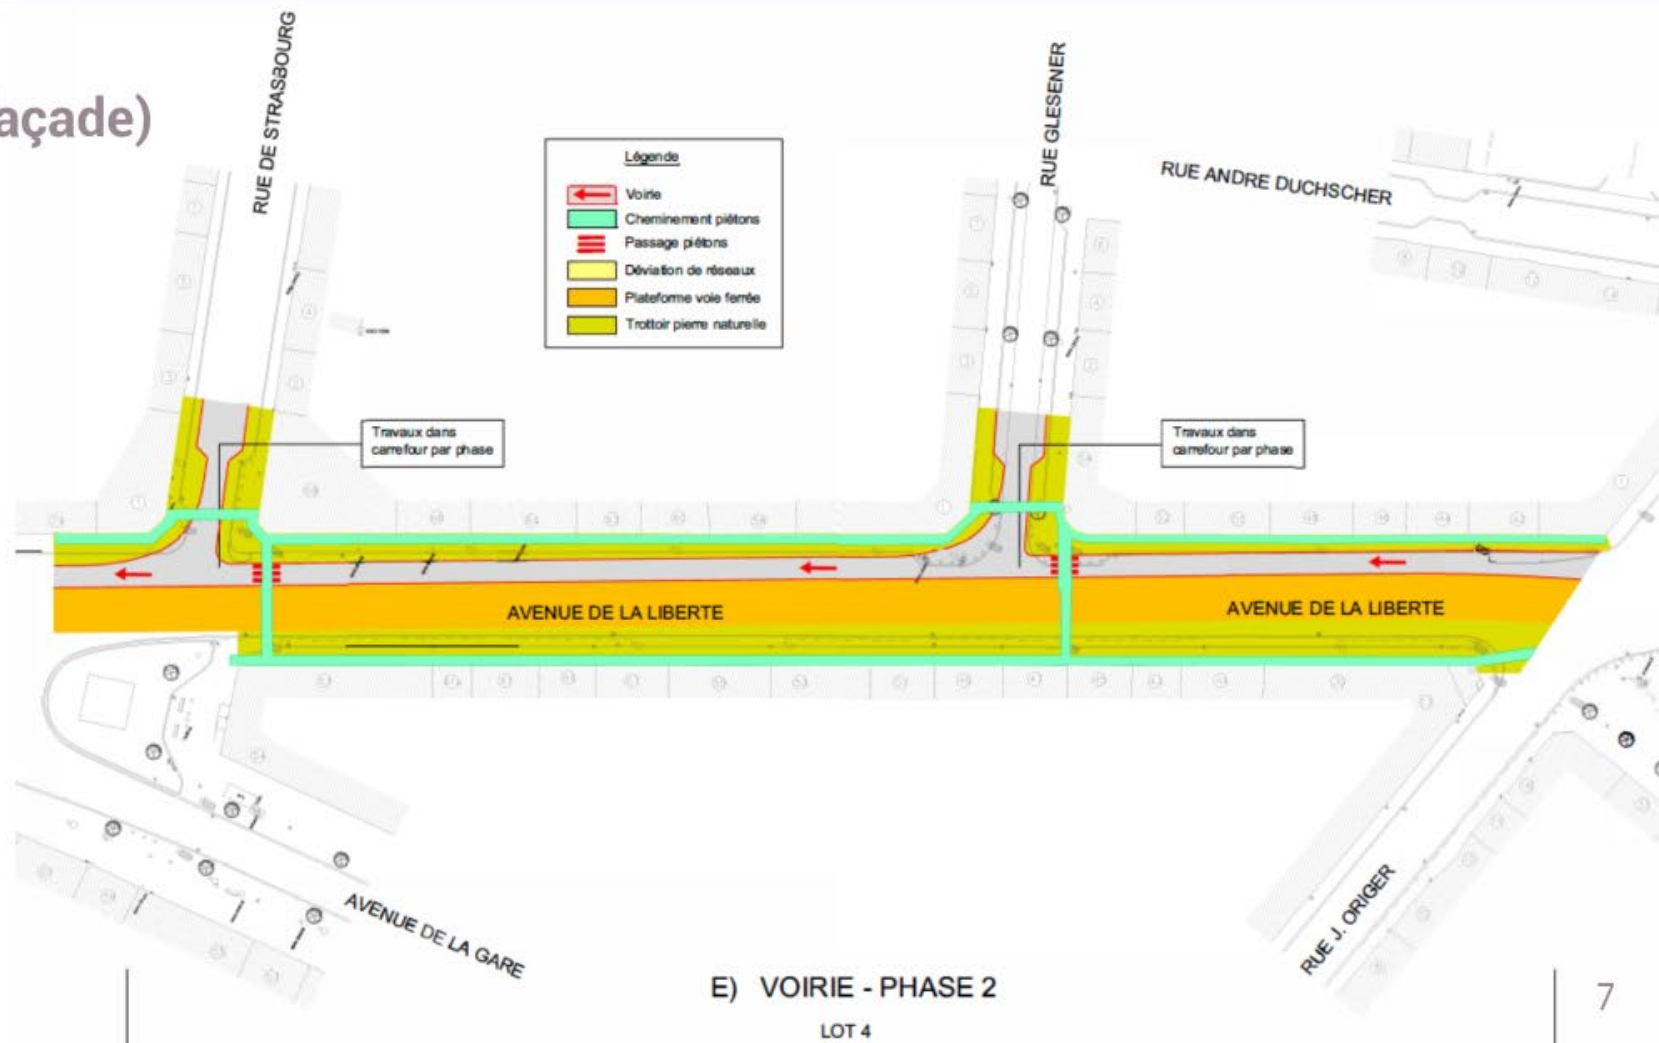 açade)
RUE DE STRASBOURG
RUE GLESENER
RUE ANDRE DUCHSCHER
Légende
Voirie
Cheminement piétons
Passage piétons
Déviation de réseaux
Plateforme voie ferrée
Trottoir pierre naturelle
Travaux dans
carrefour par phase
Travaux dans
carrefour par phase
AVENUE DE LA LIBERTE
AVENUE DE LA LIBERTE
AVENUE DE LA GARE
RUE J. ORIGER
E) VOIRIE - PHASE 2
LOT 4
7